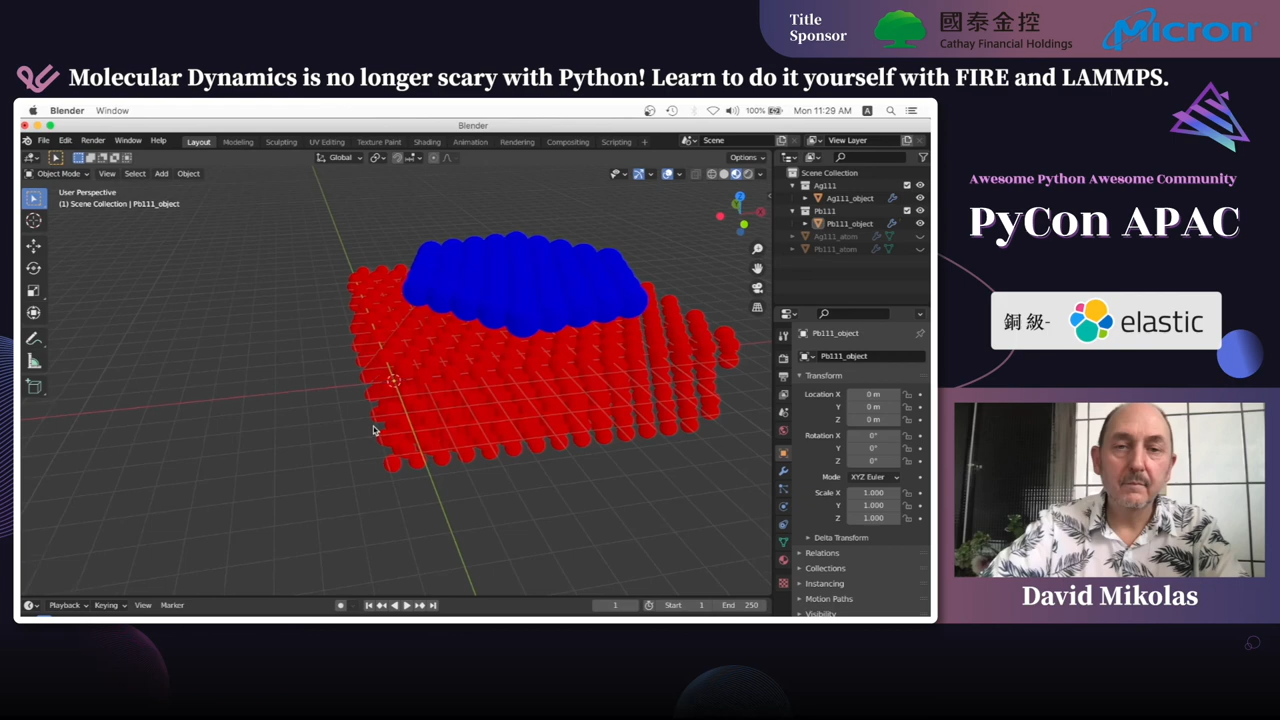 Title
Sponsor
國泰金控
Cathay Financial Holdings
Micron
Molecular Dynamics is no longer scary with Python! Learn to do it yourself with FIRE and LAMMPS.
Blender Window
100% Mon 11:29 AM A
Blender
File Edit Render Window Help Layout Modeling Sculpting UV Editing Texture Paint Shading Animation Rendering Compositing Scripting + Scene View Layer
Global Options
Object Mode View Select Add Object
User Perspective
(1) Scene Collection | Pb111_object
Scene Collection
Ag111
Ag111_object
Pb111
Pb111_object
Ag111_atom
Pb111_atom
Pb111_object
Pb111_object
Transform
Location X 0 m
Y 0 m
Z 0 m
Rotation X 0°
Y 0°
Z 0°
Mode XYZ Euler
Scale X 1.000
Y 1.000
Z 1.000
Delta Transform
Relations
Collections
Instancing
Motion Paths
Visibility
Playback Keying View Marker 1 Start 1 End 250
Awesome Python Awesome Community
PyCon APAC
銅級- elastic
David Mikolas